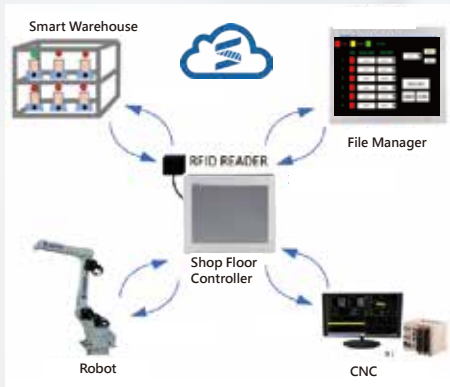 Smart Warehouse
File Manager
RFID READER
Shop Floor
Controller
Robot
CNC